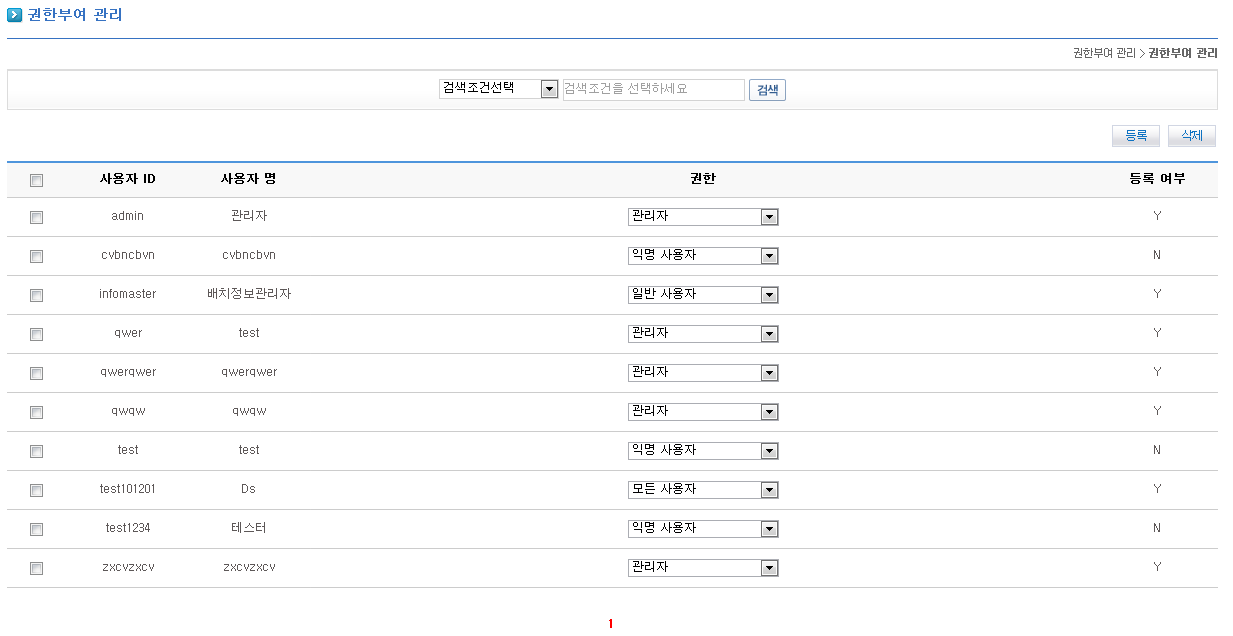 권한부여 관리
권한부여 관리 > 권한부여 관리
검색조건선택 검색조건을 선택하세요 검색
등록 삭제
사용자 ID 사용자 명 권한 등록 여부
admin 관리자 관리자 Y
cvbncbvn cvbncbvn 익명 사용자 N
infomaster 배치정보관리자 일반 사용자 Y
qwer test 관리자 Y
qwerqwer qwerqwer 관리자 Y
qwqw qwqw 관리자 Y
test test 익명 사용자 N
test101201 Ds 모든 사용자 Y
test1234 테스터 익명 사용자 N
zxcvzxcv zxcvzxcv 관리자 Y
1